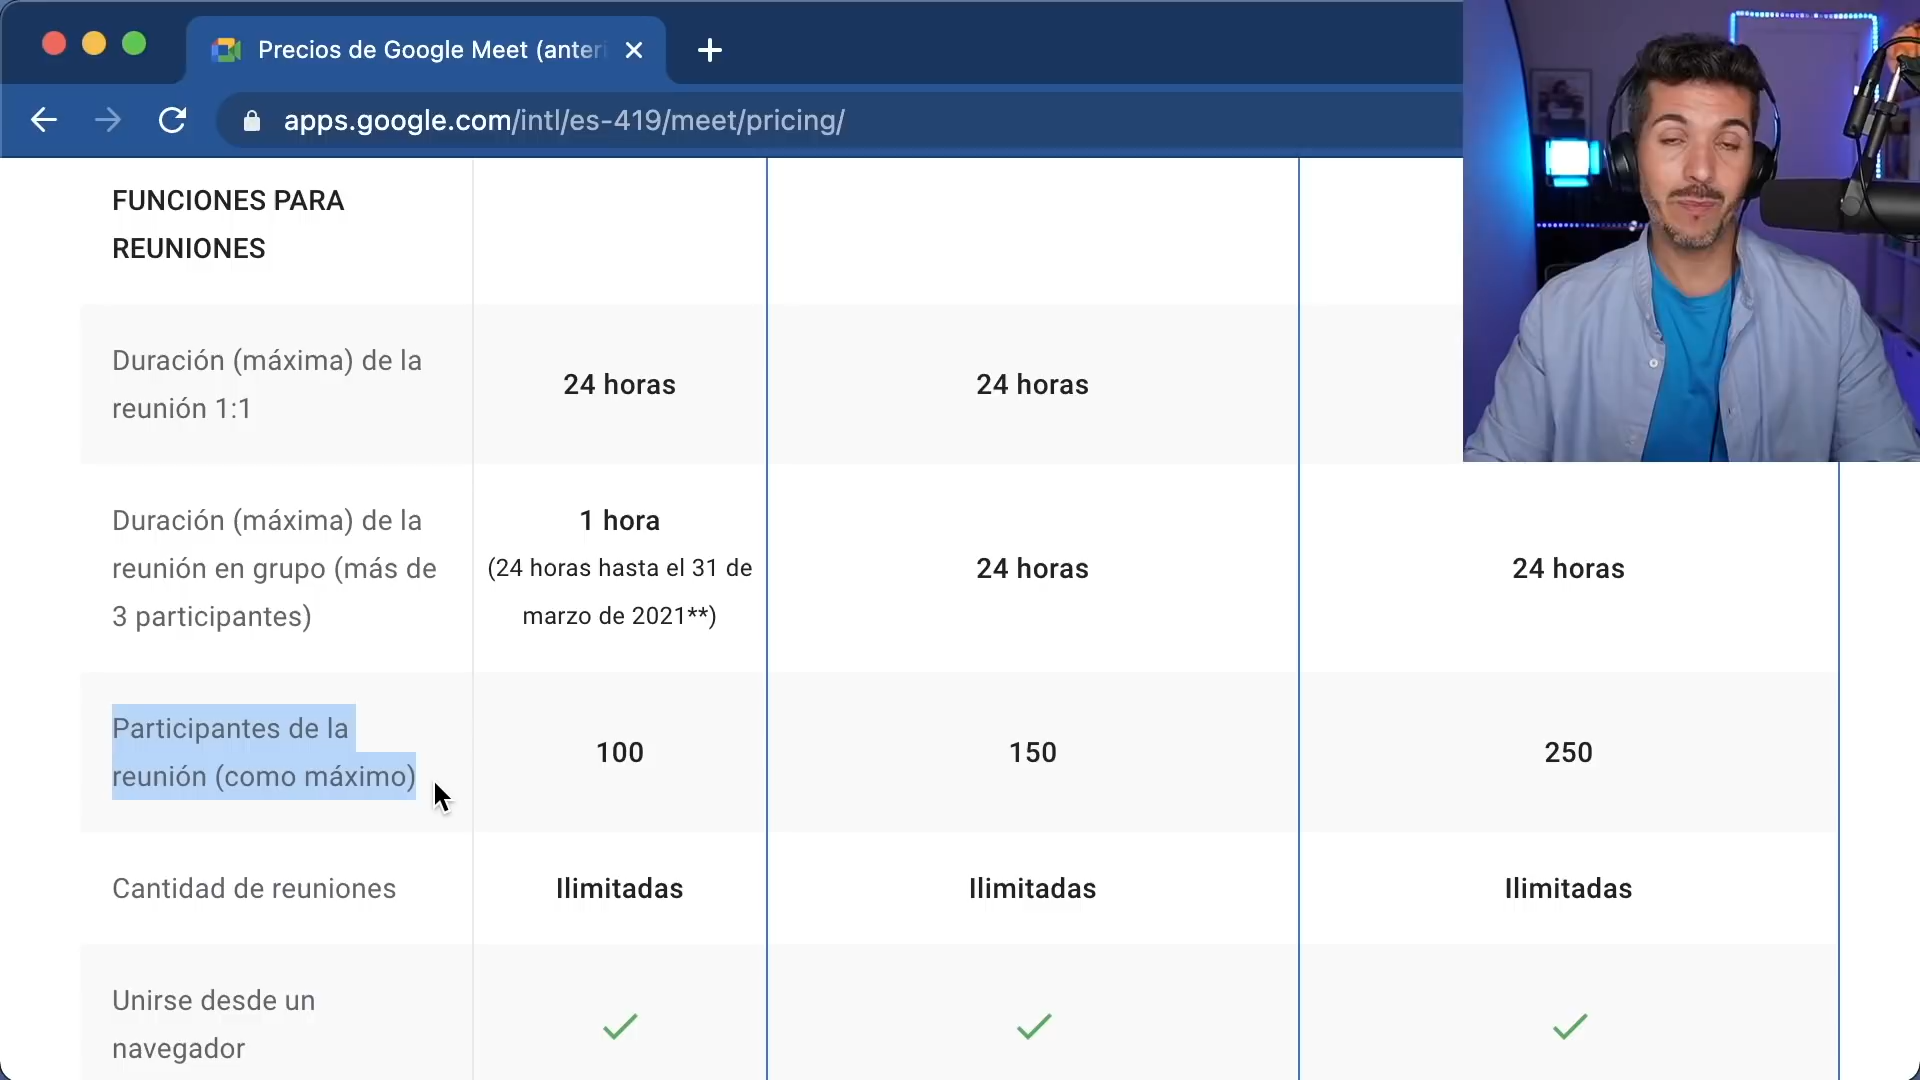 Precios de Google Meet (anteri
apps.google.com/intl/es-419/meet/pricing/
FUNCIONES PARA
REUNIONES
Duración (máxima) de la
reunión 1:1
24 horas
24 horas
Duración (máxima) de la
reunión en grupo (más de
3 participantes)
1 hora
(24 horas hasta el 31 de
marzo de 2021**)
24 horas
24 horas
Participantes de la
reunión (como máximo)
100
150
250
Cantidad de reuniones
Ilimitadas
Ilimitadas
Ilimitadas
Unirse desde un
navegador